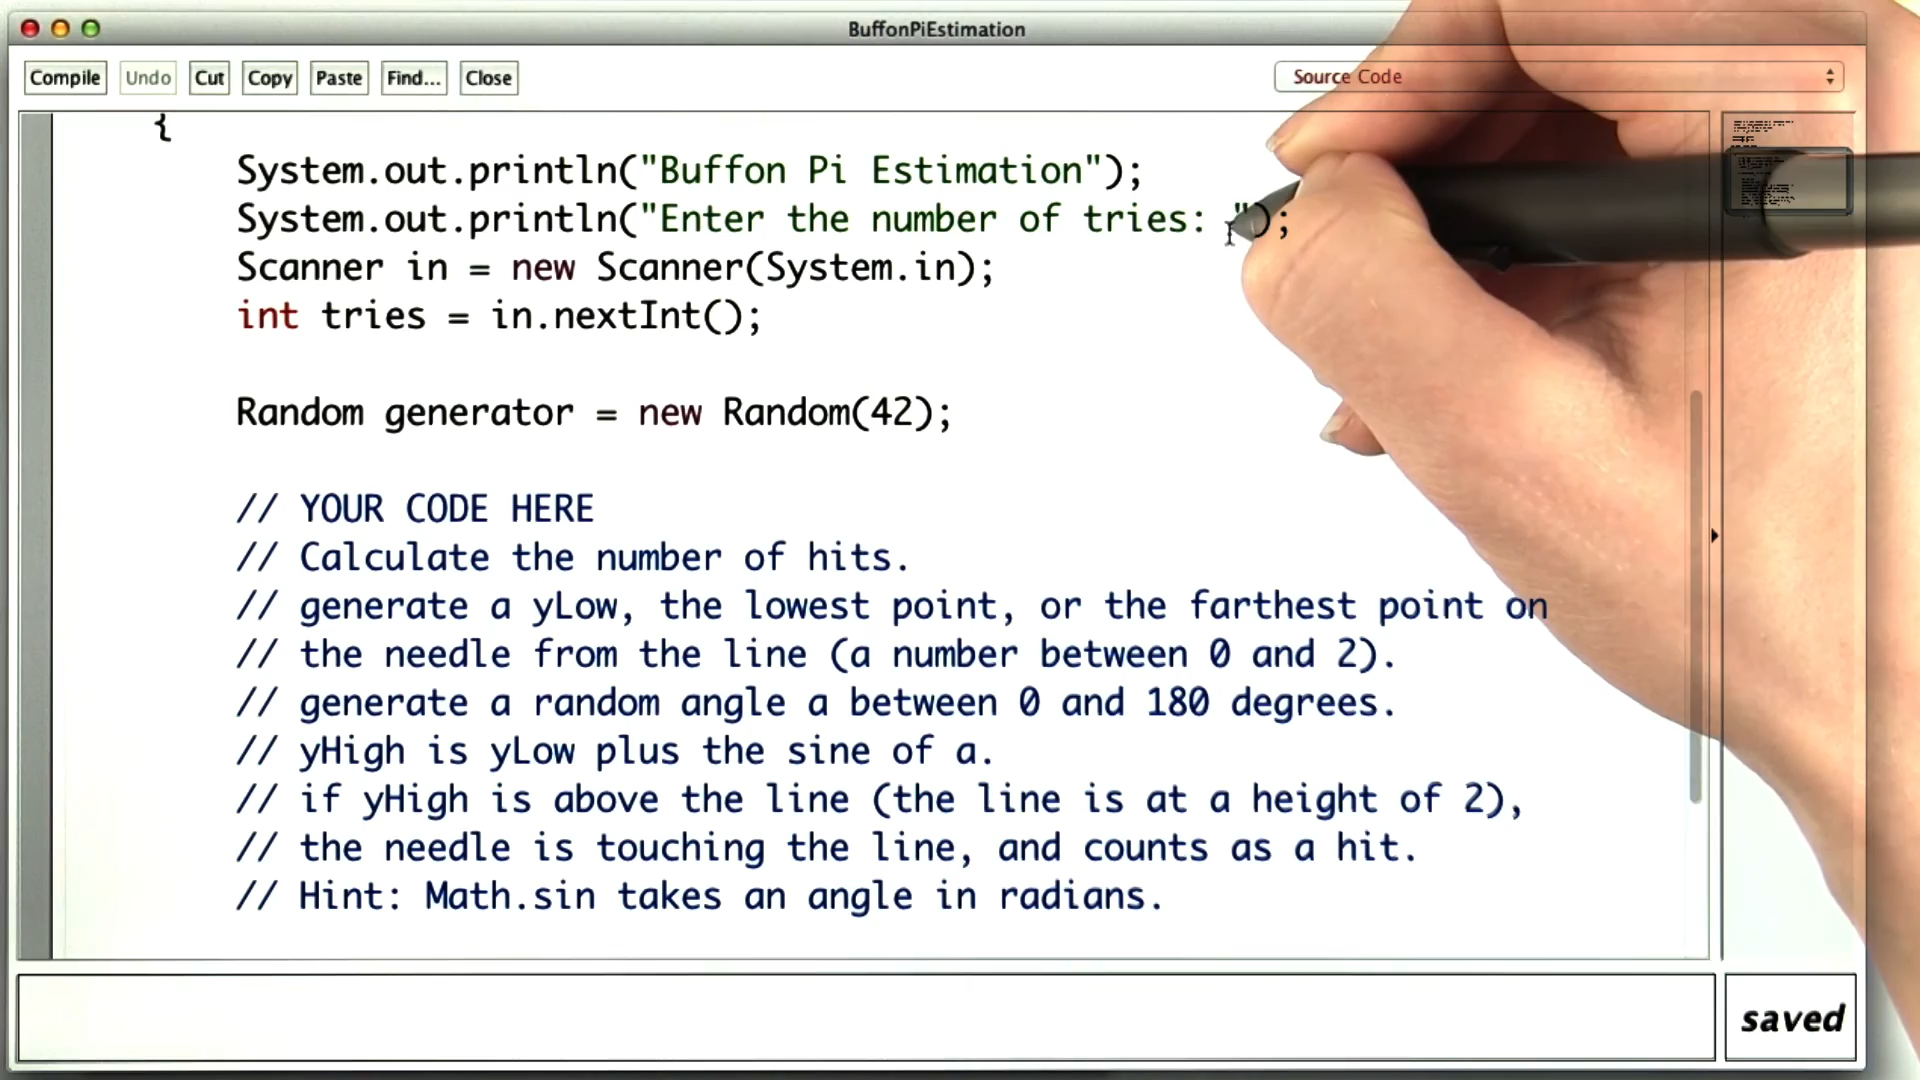 BuffonPiEstimation
Compile Undo Cut Copy Paste Find... Close Source Code
{
System.out.println("Buffon Pi Estimation");
System.out.println("Enter the number of tries: ");
Scanner in = new Scanner(System.in);
int tries = in.nextInt();
Random generator = new Random(42);
// YOUR CODE HERE
// Calculate the number of hits.
// generate a yLow, the lowest point, or the farthest point on
// the needle from the line (a number between 0 and 2).
// generate a random angle a between 0 and 180 degrees.
// yHigh is yLow plus the sine of a.
// if yHigh is above the line (the line is at a height of 2),
// the needle is touching the line, and counts as a hit.
// Hint: Math.sin takes an angle in radians.
saved